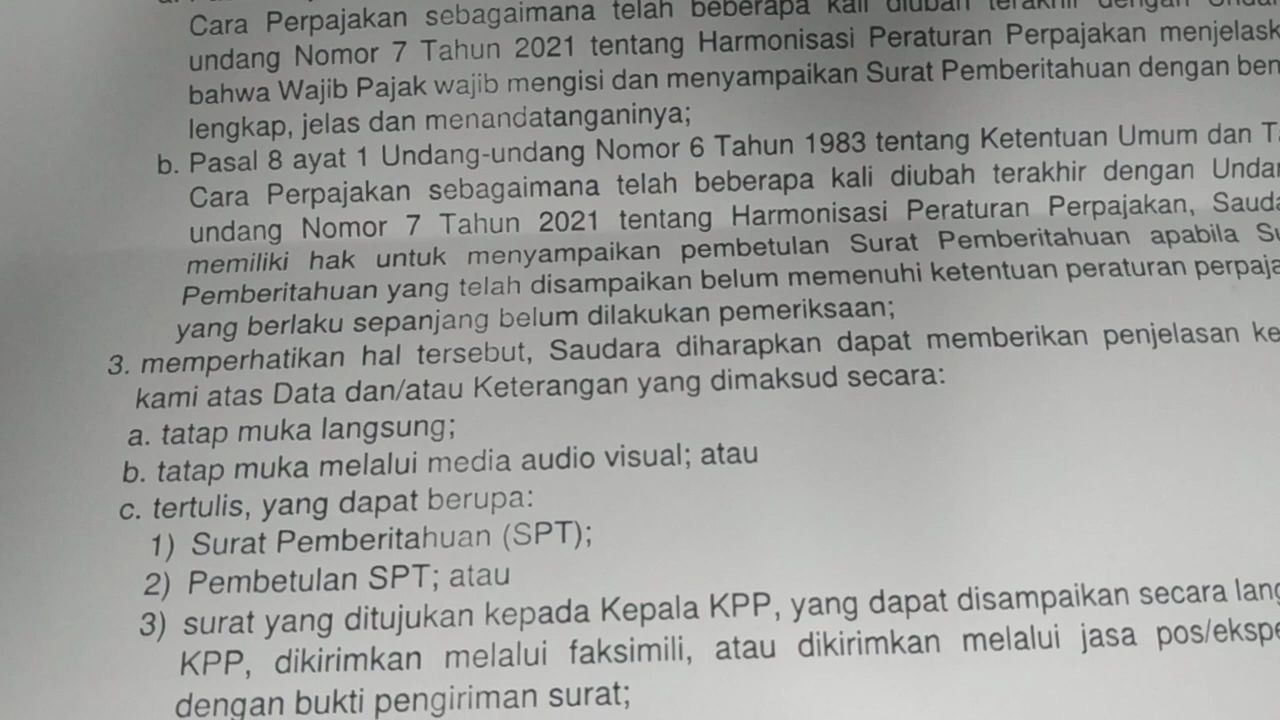 Cara Perpajakan sebagaimana telah beberapa kali diubah terakhir dengan
undang Nomor 7 Tahun 2021 tentang Harmonisasi Peraturan Perpajakan menjelask
bahwa Wajib Pajak wajib mengisi dan menyampaikan Surat Pemberitahuan dengan ben
lengkap, jelas dan menandatanganinya;
b. Pasal 8 ayat 1 Undang-undang Nomor 6 Tahun 1983 tentang Ketentuan Umum dan T
Cara Perpajakan sebagaimana telah beberapa kali diubah terakhir dengan Unda
undang Nomor 7 Tahun 2021 tentang Harmonisasi Peraturan Perpajakan, Sauda
memiliki hak untuk menyampaikan pembetulan Surat Pemberitahuan apabila Su
Pemberitahuan yang telah disampaikan belum memenuhi ketentuan peraturan perpaja
yang berlaku sepanjang belum dilakukan pemeriksaan;
3. memperhatikan hal tersebut, Saudara diharapkan dapat memberikan penjelasan ke
kami atas Data dan/atau Keterangan yang dimaksud secara:
a. tatap muka langsung;
b. tatap muka melalui media audio visual; atau
c. tertulis, yang dapat berupa:
1) Surat Pemberitahuan (SPT);
2) Pembetulan SPT; atau
3) surat yang ditujukan kepada Kepala KPP, yang dapat disampaikan secara lang
KPP, dikirimkan melalui faksimili, atau dikirimkan melalui jasa pos/ekspe
dengan bukti pengiriman surat;